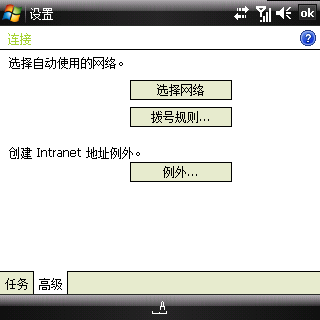 设置
ok
连接
选择自动使用的网络。
选择网络
拨号规则...
创建 Intranet 地址例外。
例外...
任务 高级
A